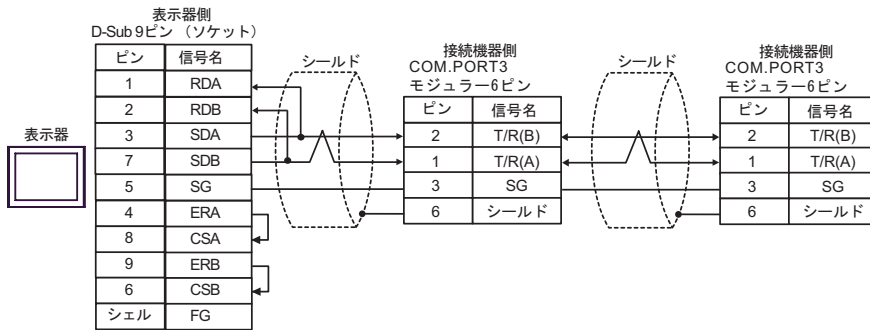 表示器側
D-Sub 9ピン （ソケット）
ピン 信号名
1 RDA
2 RDB
3 SDA
7 SDB
5 SG
4 ERA
8 CSA
9 ERB
6 CSB
シェル FG
表示器
シールド
接続機器側
COM.PORT3
モジュラー6ピン
ピン 信号名
2 T/R(B)
1 T/R(A)
3 SG
6 シールド
シールド
接続機器側
COM.PORT3
モジュラー6ピン
ピン 信号名
2 T/R(B)
1 T/R(A)
3 SG
6 シールド